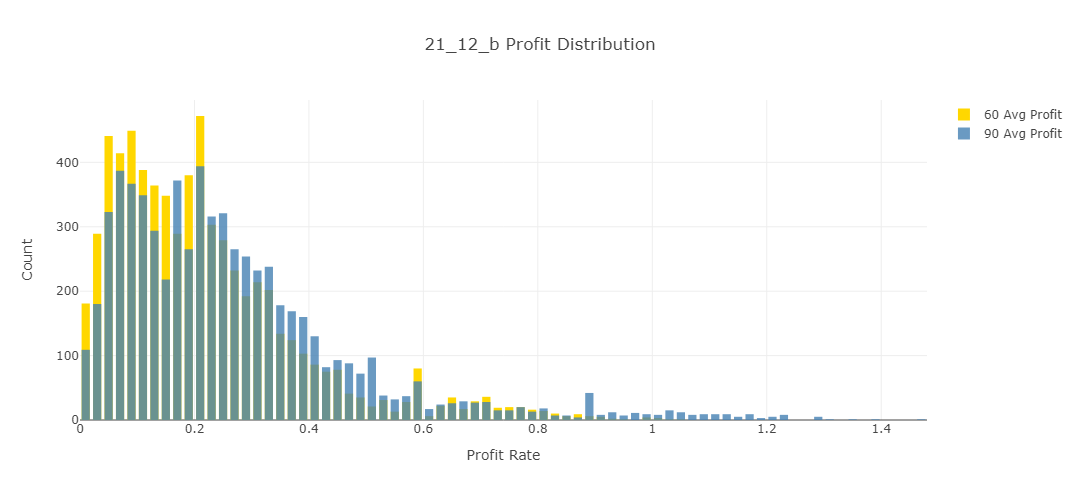 21_12_b Profit Distribution
60 Avg Profit
90 Avg Profit
Count
400
300
200
100
0
0 0.2 0.4 0.6 0.8 1 1.2 1.4
Profit Rate